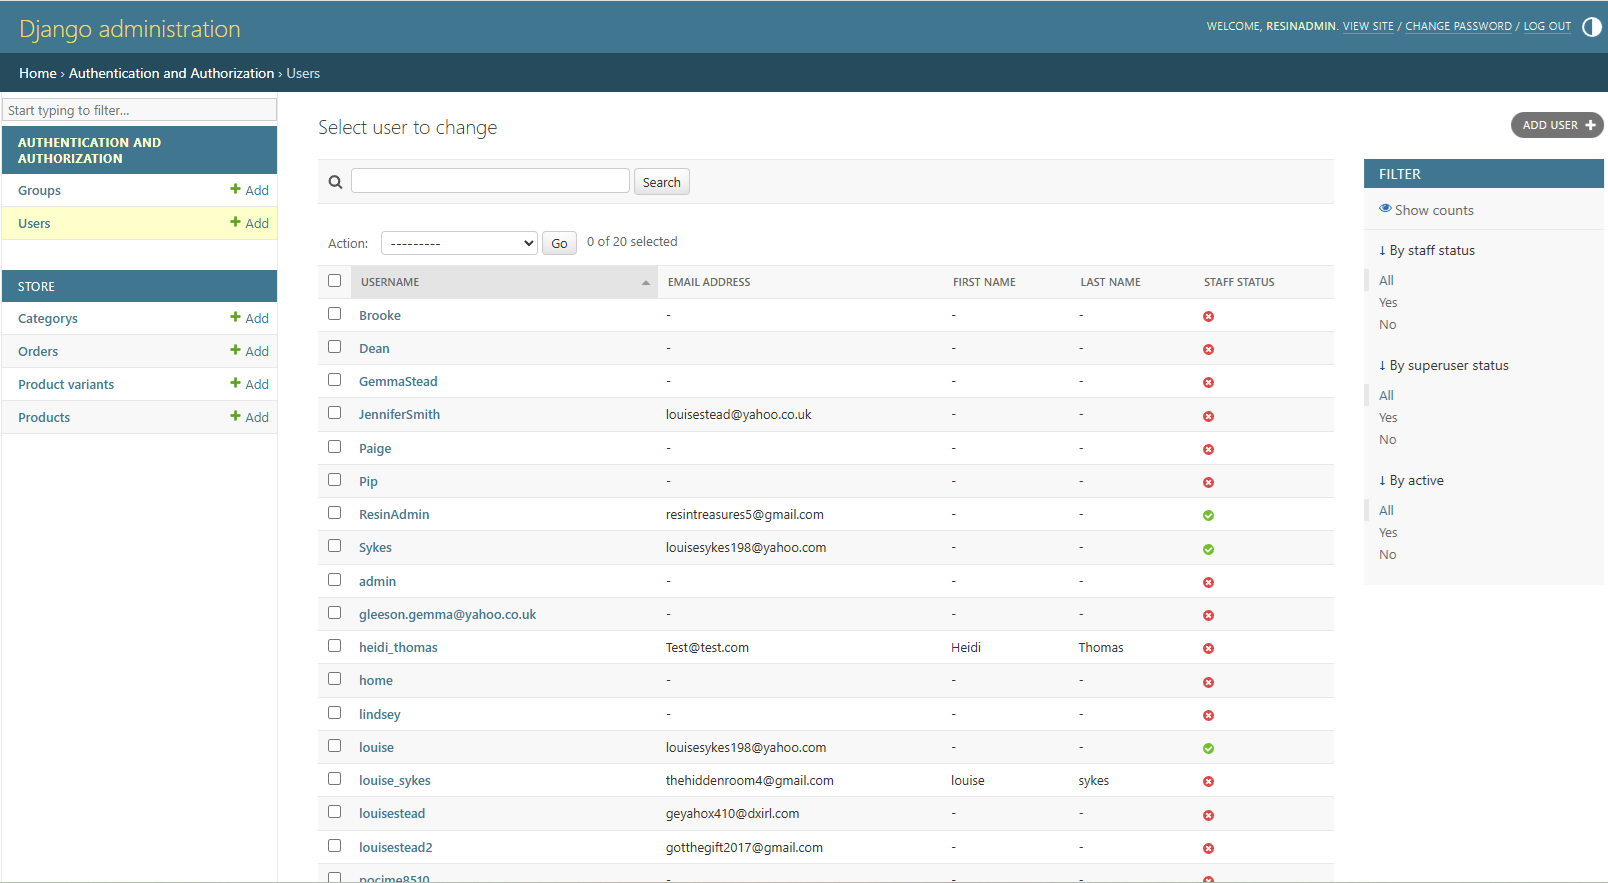 Django administration
WELCOME, RESINADMIN. VIEW SITE / CHANGE PASSWORD / LOG OUT
Home › Authentication and Authorization › Users
Start typing to filter...
AUTHENTICATION AND
AUTHORIZATION
Groups + Add
Users + Add
STORE
Categorys + Add
Orders + Add
Product variants + Add
Products + Add
Select user to change
ADD USER +
Search
Action: --------- Go 0 of 20 selected
USERNAME EMAIL ADDRESS FIRST NAME LAST NAME STAFF STATUS
Brooke - - -
Dean - - -
GemmaStead - - -
JenniferSmith louisestead@yahoo.co.uk - -
Paige - - -
Pip - - -
ResinAdmin resintreasures5@gmail.com - -
Sykes louisesykes198@yahoo.com - -
admin - - -
gleeson.gemma@yahoo.co.uk - - -
heidi_thomas Test@test.com Heidi Thomas
home - - -
lindsey - - -
louise louisesykes198@yahoo.com - -
louise_sykes thehiddenroom4@gmail.com louise sykes
louisestead geyahox410@dxirl.com - -
louisestead2 gotthegift2017@gmail.com - -
pocime8510 - - -
FILTER
Show counts
↓ By staff status
All
Yes
No
↓ By superuser status
All
Yes
No
↓ By active
All
Yes
No